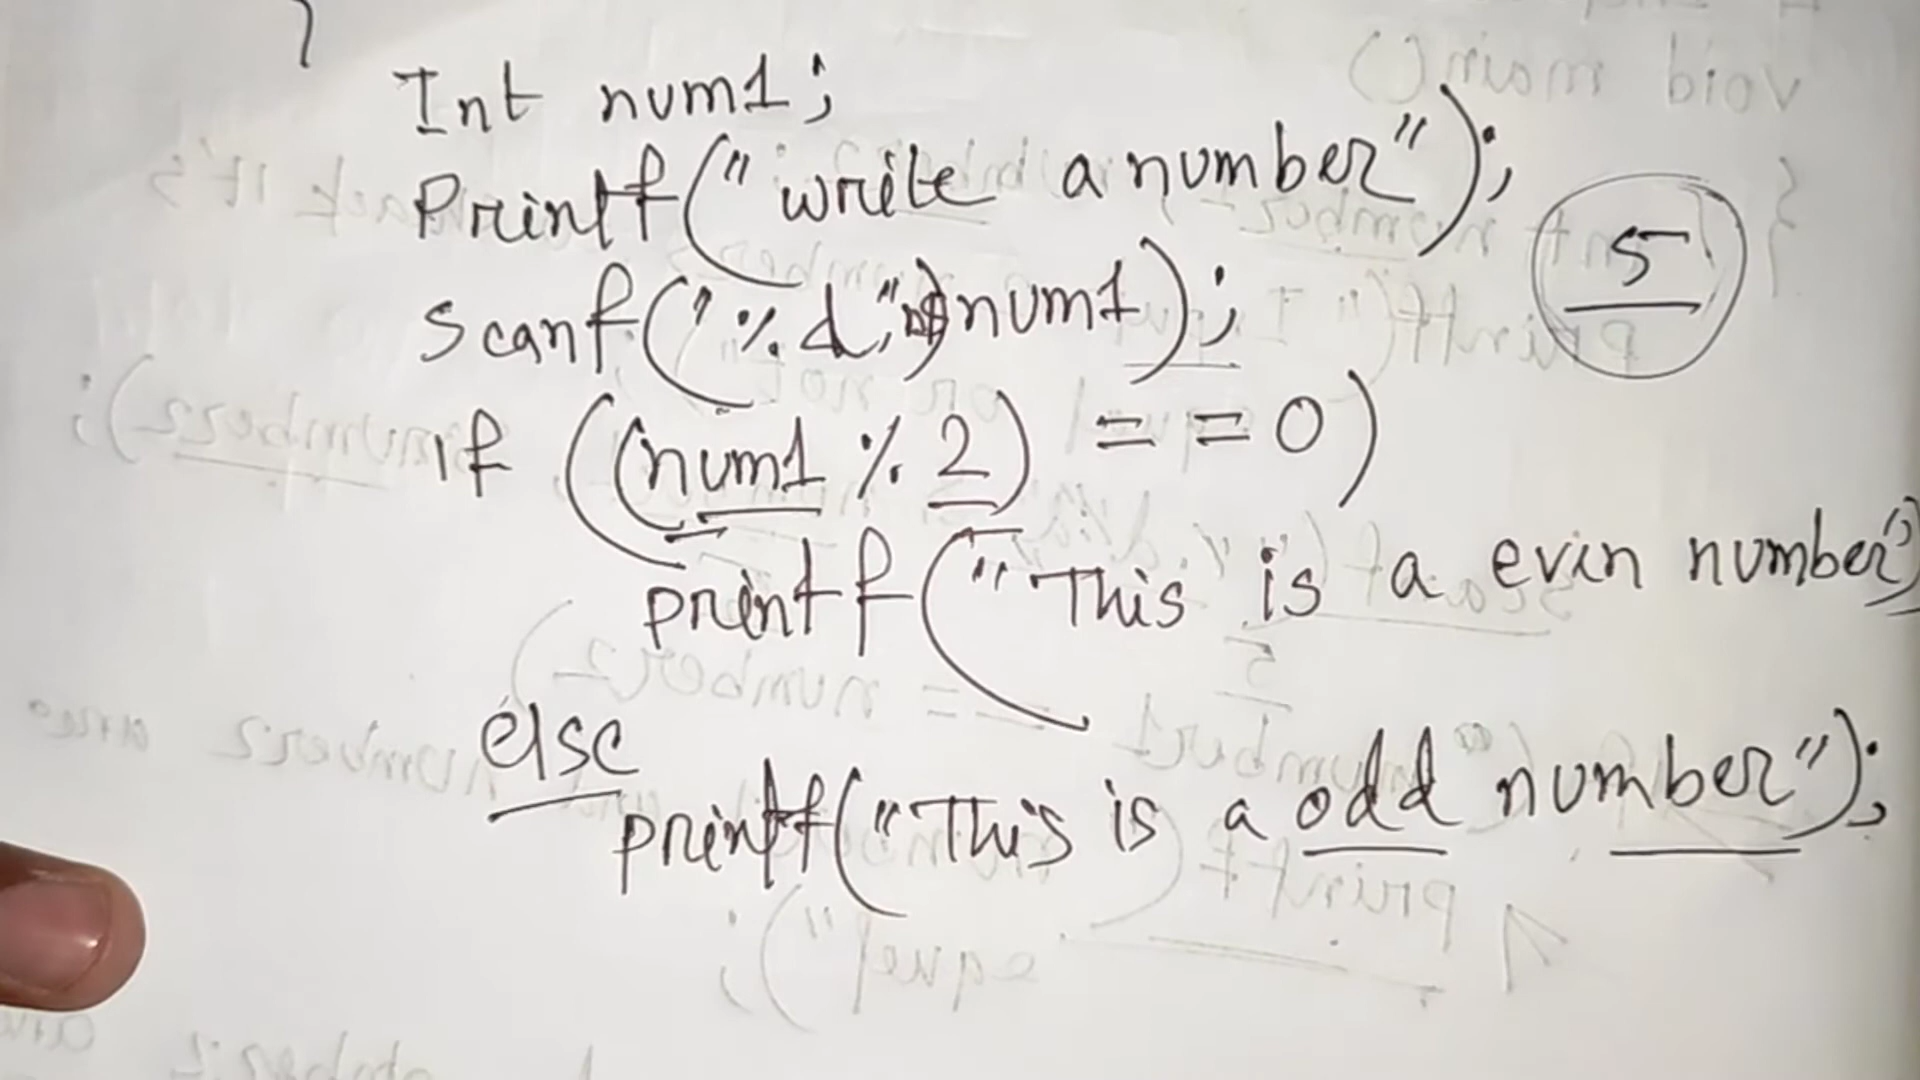 Int num1;
Printf("write a number");
5
scanf("%d", num1);
if ((num1 % 2) = = 0)
printf("This is a evin number")
else
printf("This is a odd number");